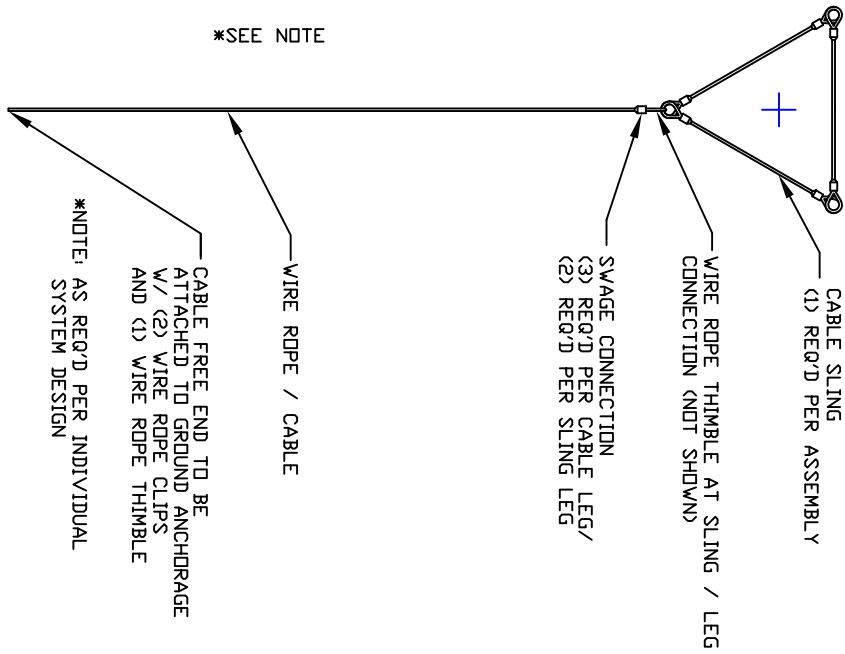 *SEE NOTE
CABLE SLING
(1) REQ'D PER ASSEMBLY
WIRE ROPE THIMBLE AT SLING / LEG
CONNECTION (NOT SHOWN)
SWAGE CONNECTION
(3) REQ'D PER CABLE LEG/
(2) REQ'D PER SLING LEG
WIRE ROPE / CABLE
CABLE FREE END TO BE
ATTACHED TO GROUND ANCHORAGE
W/ (2) WIRE ROPE CLIPS
AND (1) WIRE ROPE THIMBLE
*NOTE: AS REQ'D PER INDIVIDUAL
SYSTEM DESIGN